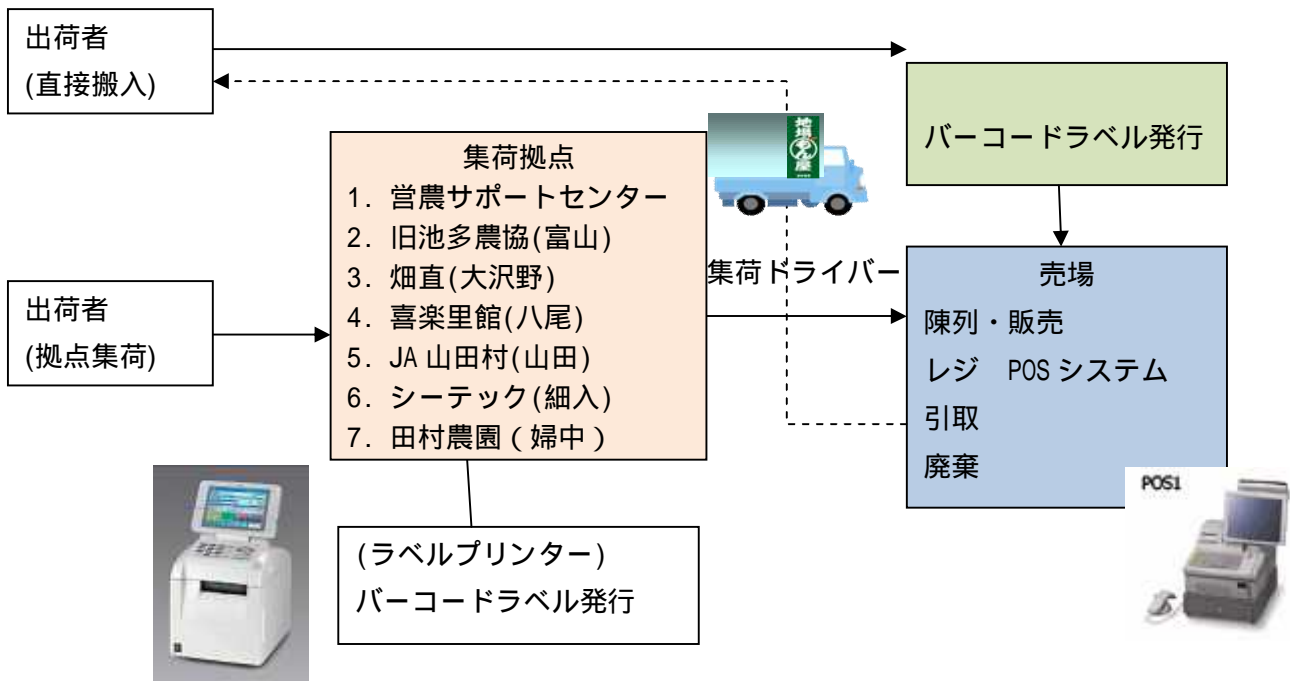 出荷者
(直接搬入)
バーコードラベル発行
地場もん屋
集荷拠点
1. 営農サポートセンター
2. 旧池多農協(富山)
3. 畑直(大沢野)
4. 喜楽里館(八尾)
5. JA 山田村(山田)
6. シーテック(細入)
7. 田村農園(婦中)
集荷ドライバー
出荷者
(拠点集荷)
売場
陳列・販売
レジ POS システム
引取
廃棄
POS1
(ラベルプリンター)
バーコードラベル発行